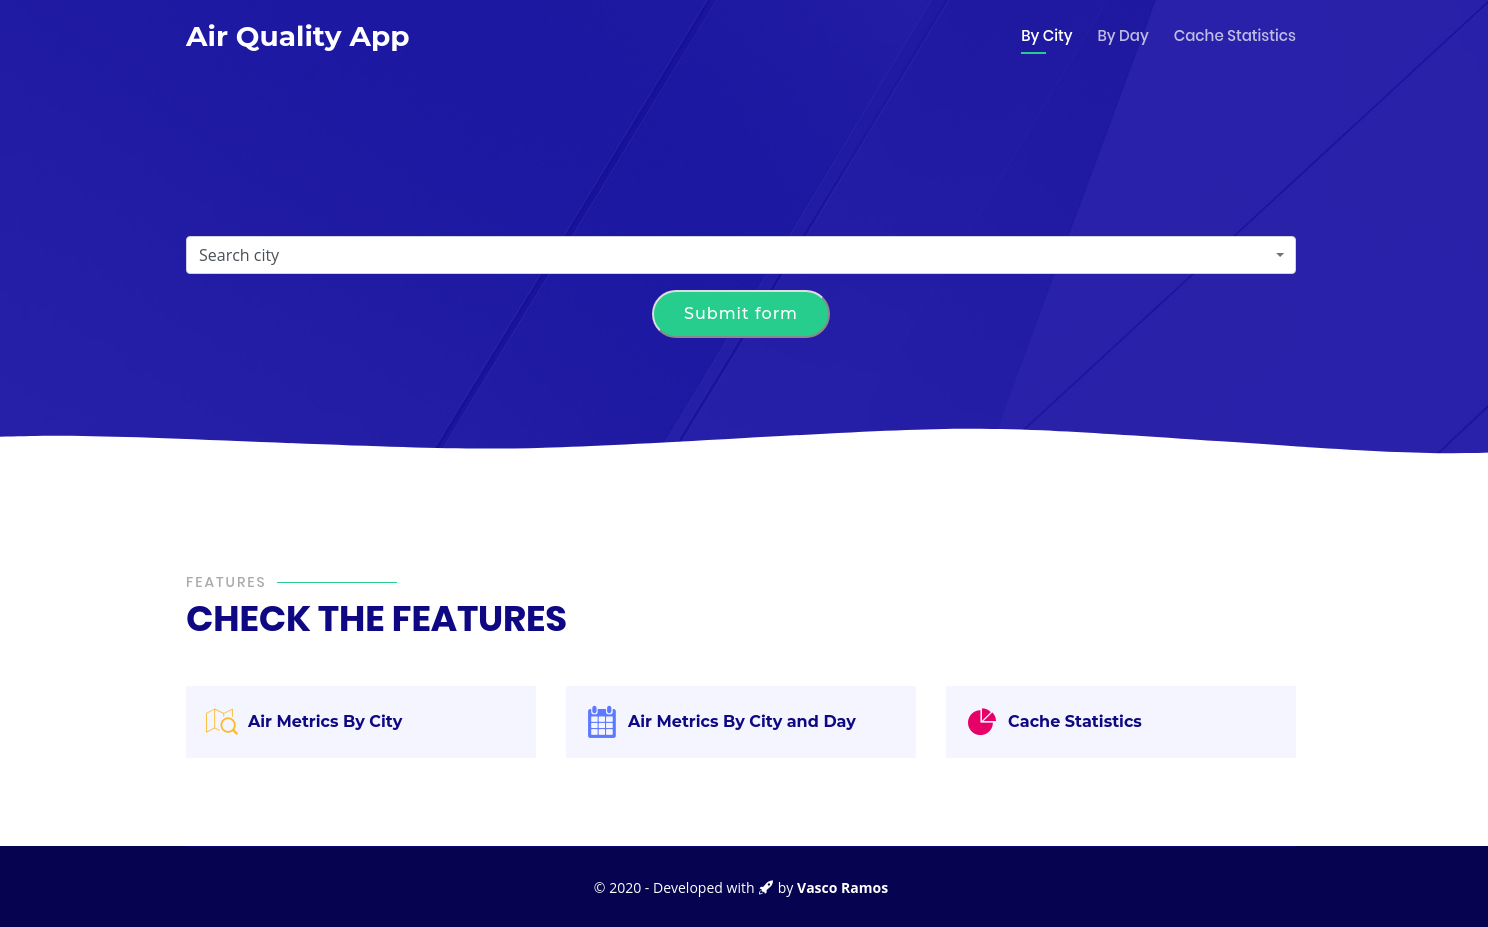 Air Quality App
By City
By Day
Cache Statistics
Search city
Submit form
FEATURES
CHECK THE FEATURES
Air Metrics By City
Air Metrics By City and Day
Cache Statistics
© 2020 - Developed with by Vasco Ramos